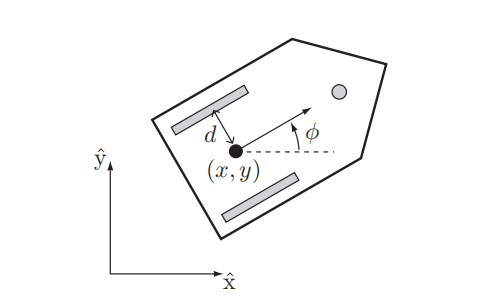 d
ϕ
(x, y)
ŷ
x̂